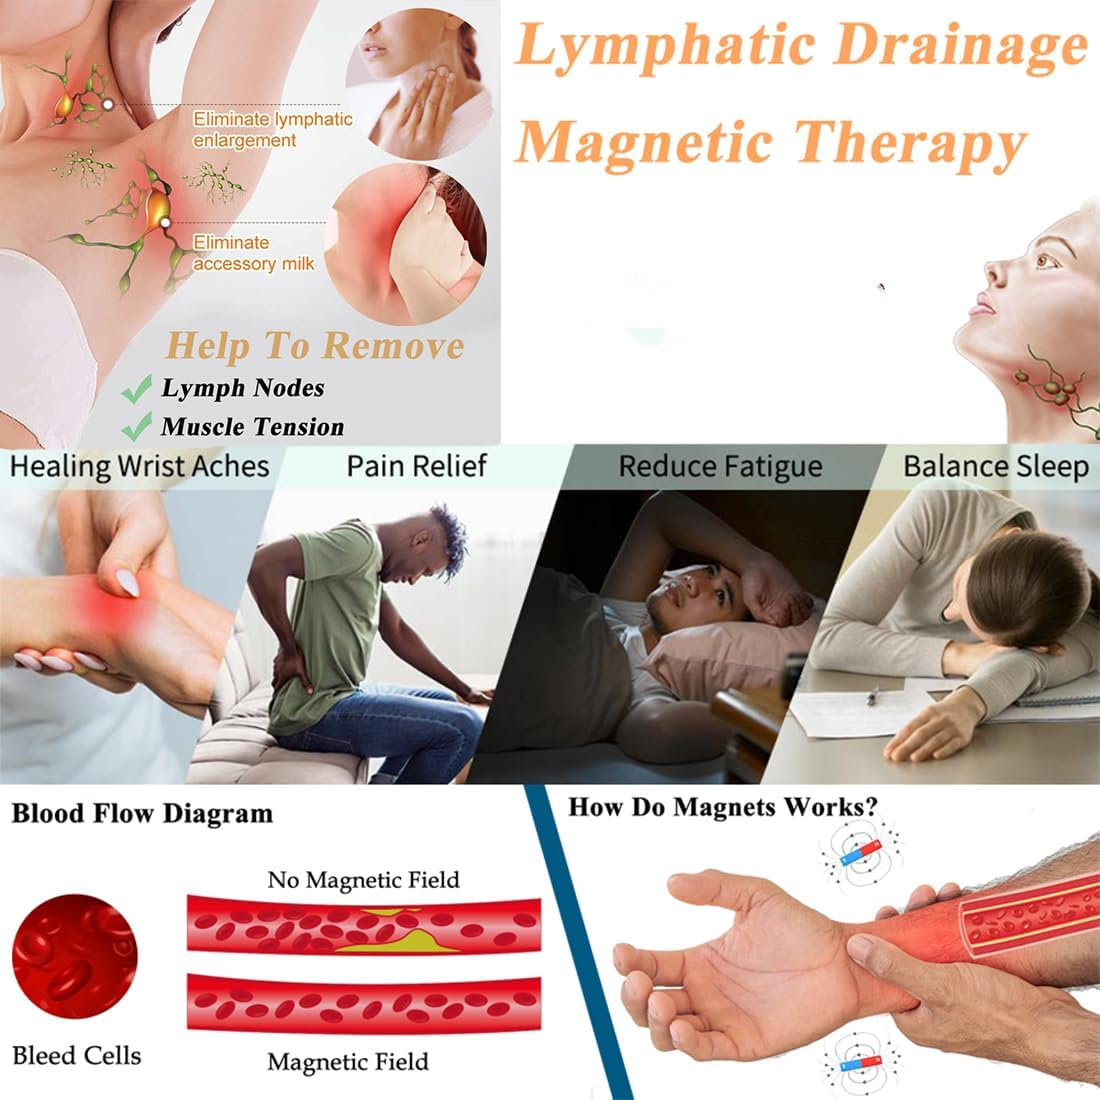 Lymphatic Drainage
Magnetic Therapy
Eliminate lymphatic
enlargement
Eliminate
accessory milk
Help To Remove
Lymph Nodes
Muscle Tension
Healing Wrist Aches
Pain Relief
Reduce Fatigue
Balance Sleep
Blood Flow Diagram
No Magnetic Field
Bleed Cells
Magnetic Field
How Do Magnets Works?